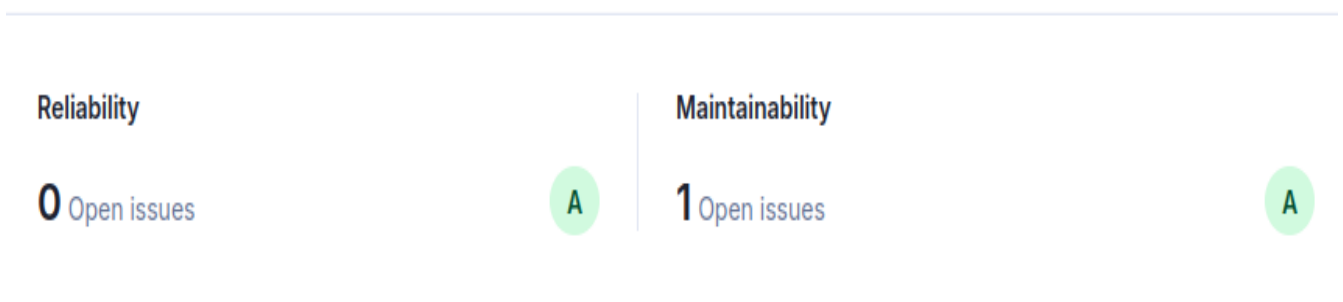 Reliability
Maintainability
0 Open issues
A
1 Open issues
A